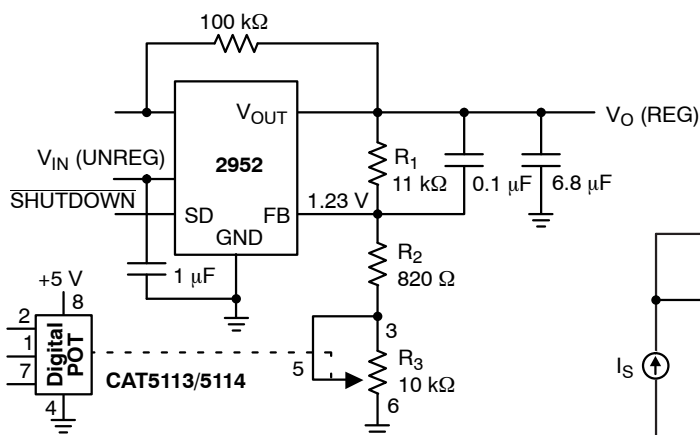 100 kΩ
V_OUT
V_O (REG)
V_IN (UNREG)
2952
R_1
11 kΩ
0.1 µF
6.8 µF
SHUTDOWN
SD
FB
1.23 V
GND
R_2
820 Ω
1 µF
+5 V
8
2
1
7
Digital
POT
4
CAT5113/5114
3
5
R_3
10 kΩ
6
I_S